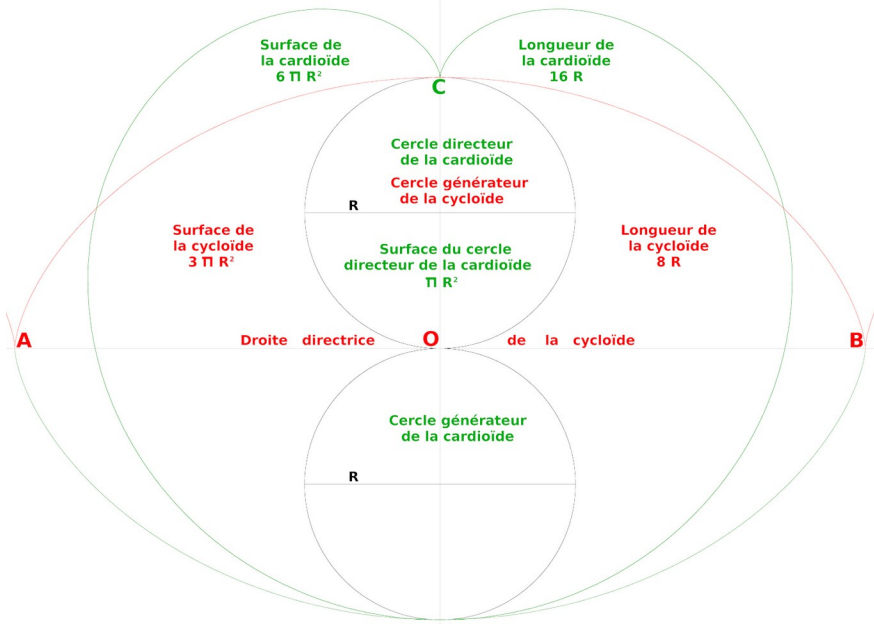 Surface de
la cardioïde
6 Π R²
Longueur de
la cardioïde
16 R
C
Cercle directeur
de la cardioïde
Cercle générateur
de la cycloïde
R
Surface de
la cycloïde
3 Π R²
Longueur de
la cycloïde
8 R
Surface du cercle
directeur de la cardioïde
Π R²
A
Droite directrice
O
de la cycloïde
B
Cercle générateur
de la cardioïde
R